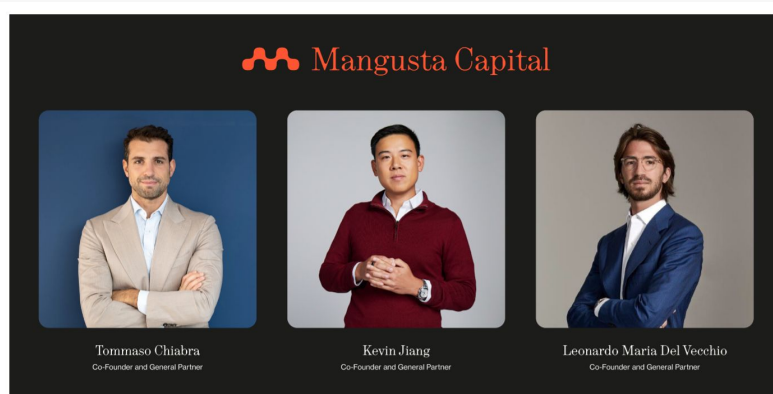 Mangusta Capital
Tommaso Chiabra
Co-Founder and General Partner
Kevin Jiang
Co-Founder and General Partner
Leonardo Maria Del Vecchio
Co-Founder and General Partner